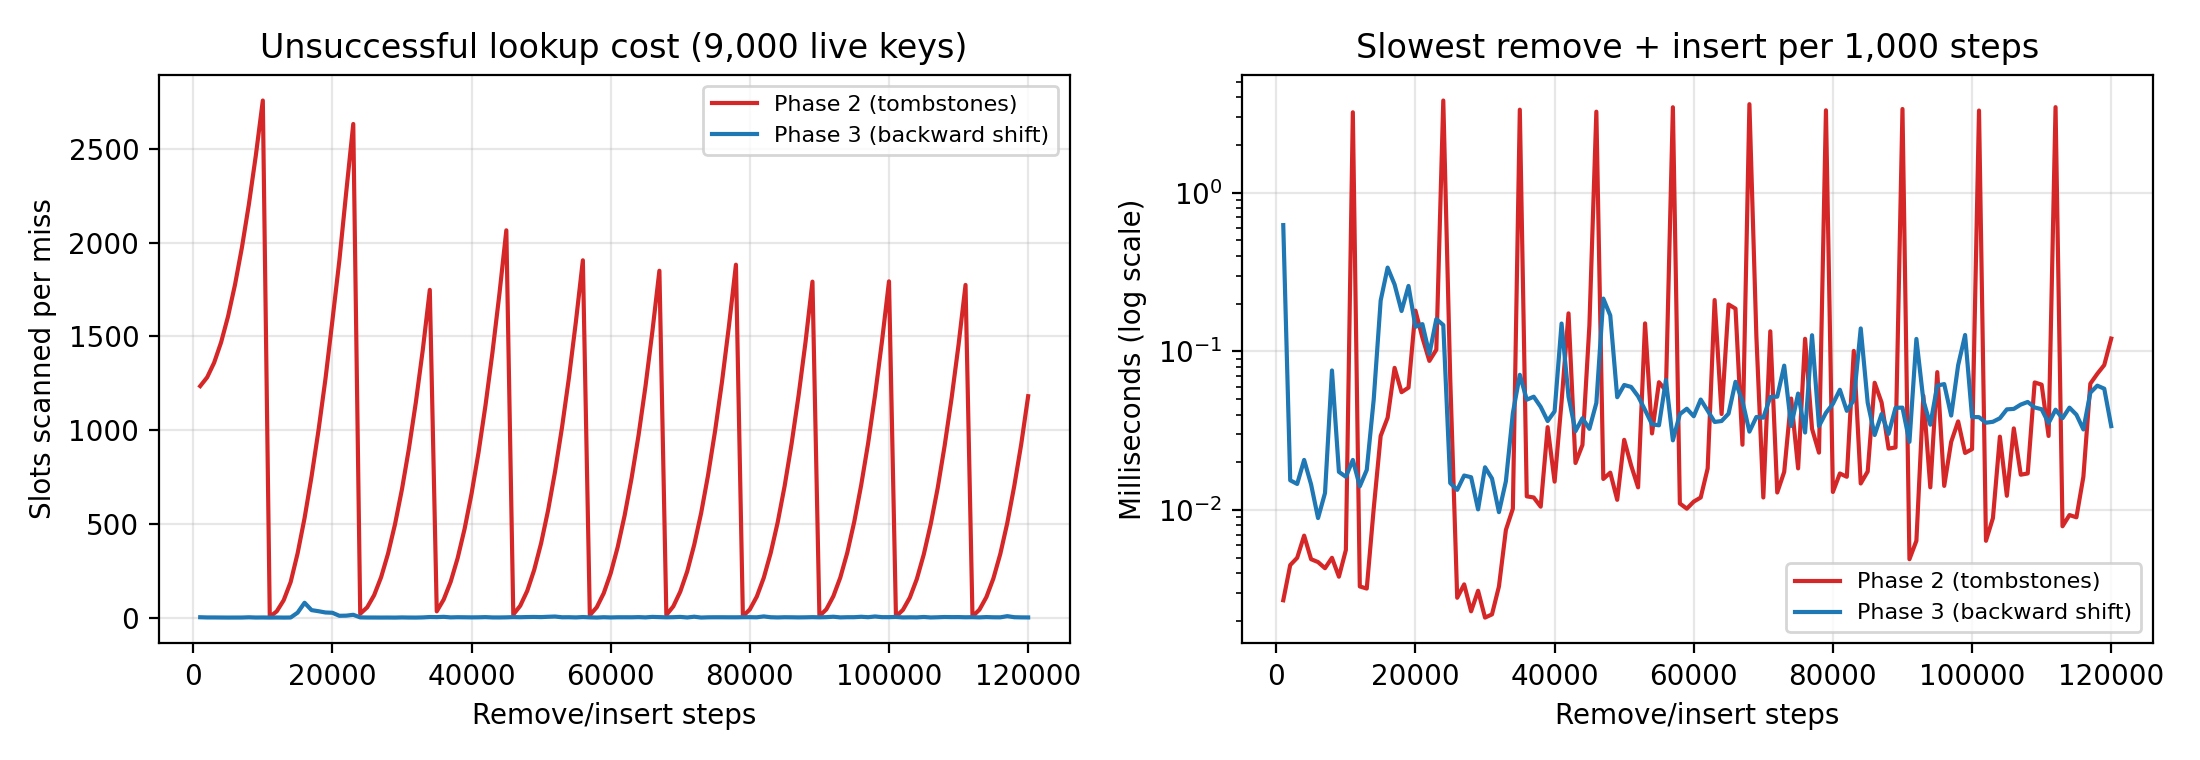 Unsuccessful lookup cost (9,000 live keys)
Slots scanned per miss
2500
2000
1500
1000
500
0
Phase 2 (tombstones)
Phase 3 (backward shift)
0 20000 40000 60000 80000 100000 120000
Remove/insert steps
Slowest remove + insert per 1,000 steps
Milliseconds (log scale)
10⁰
10⁻¹
10⁻²
Phase 2 (tombstones)
Phase 3 (backward shift)
0 20000 40000 60000 80000 100000 120000
Remove/insert steps